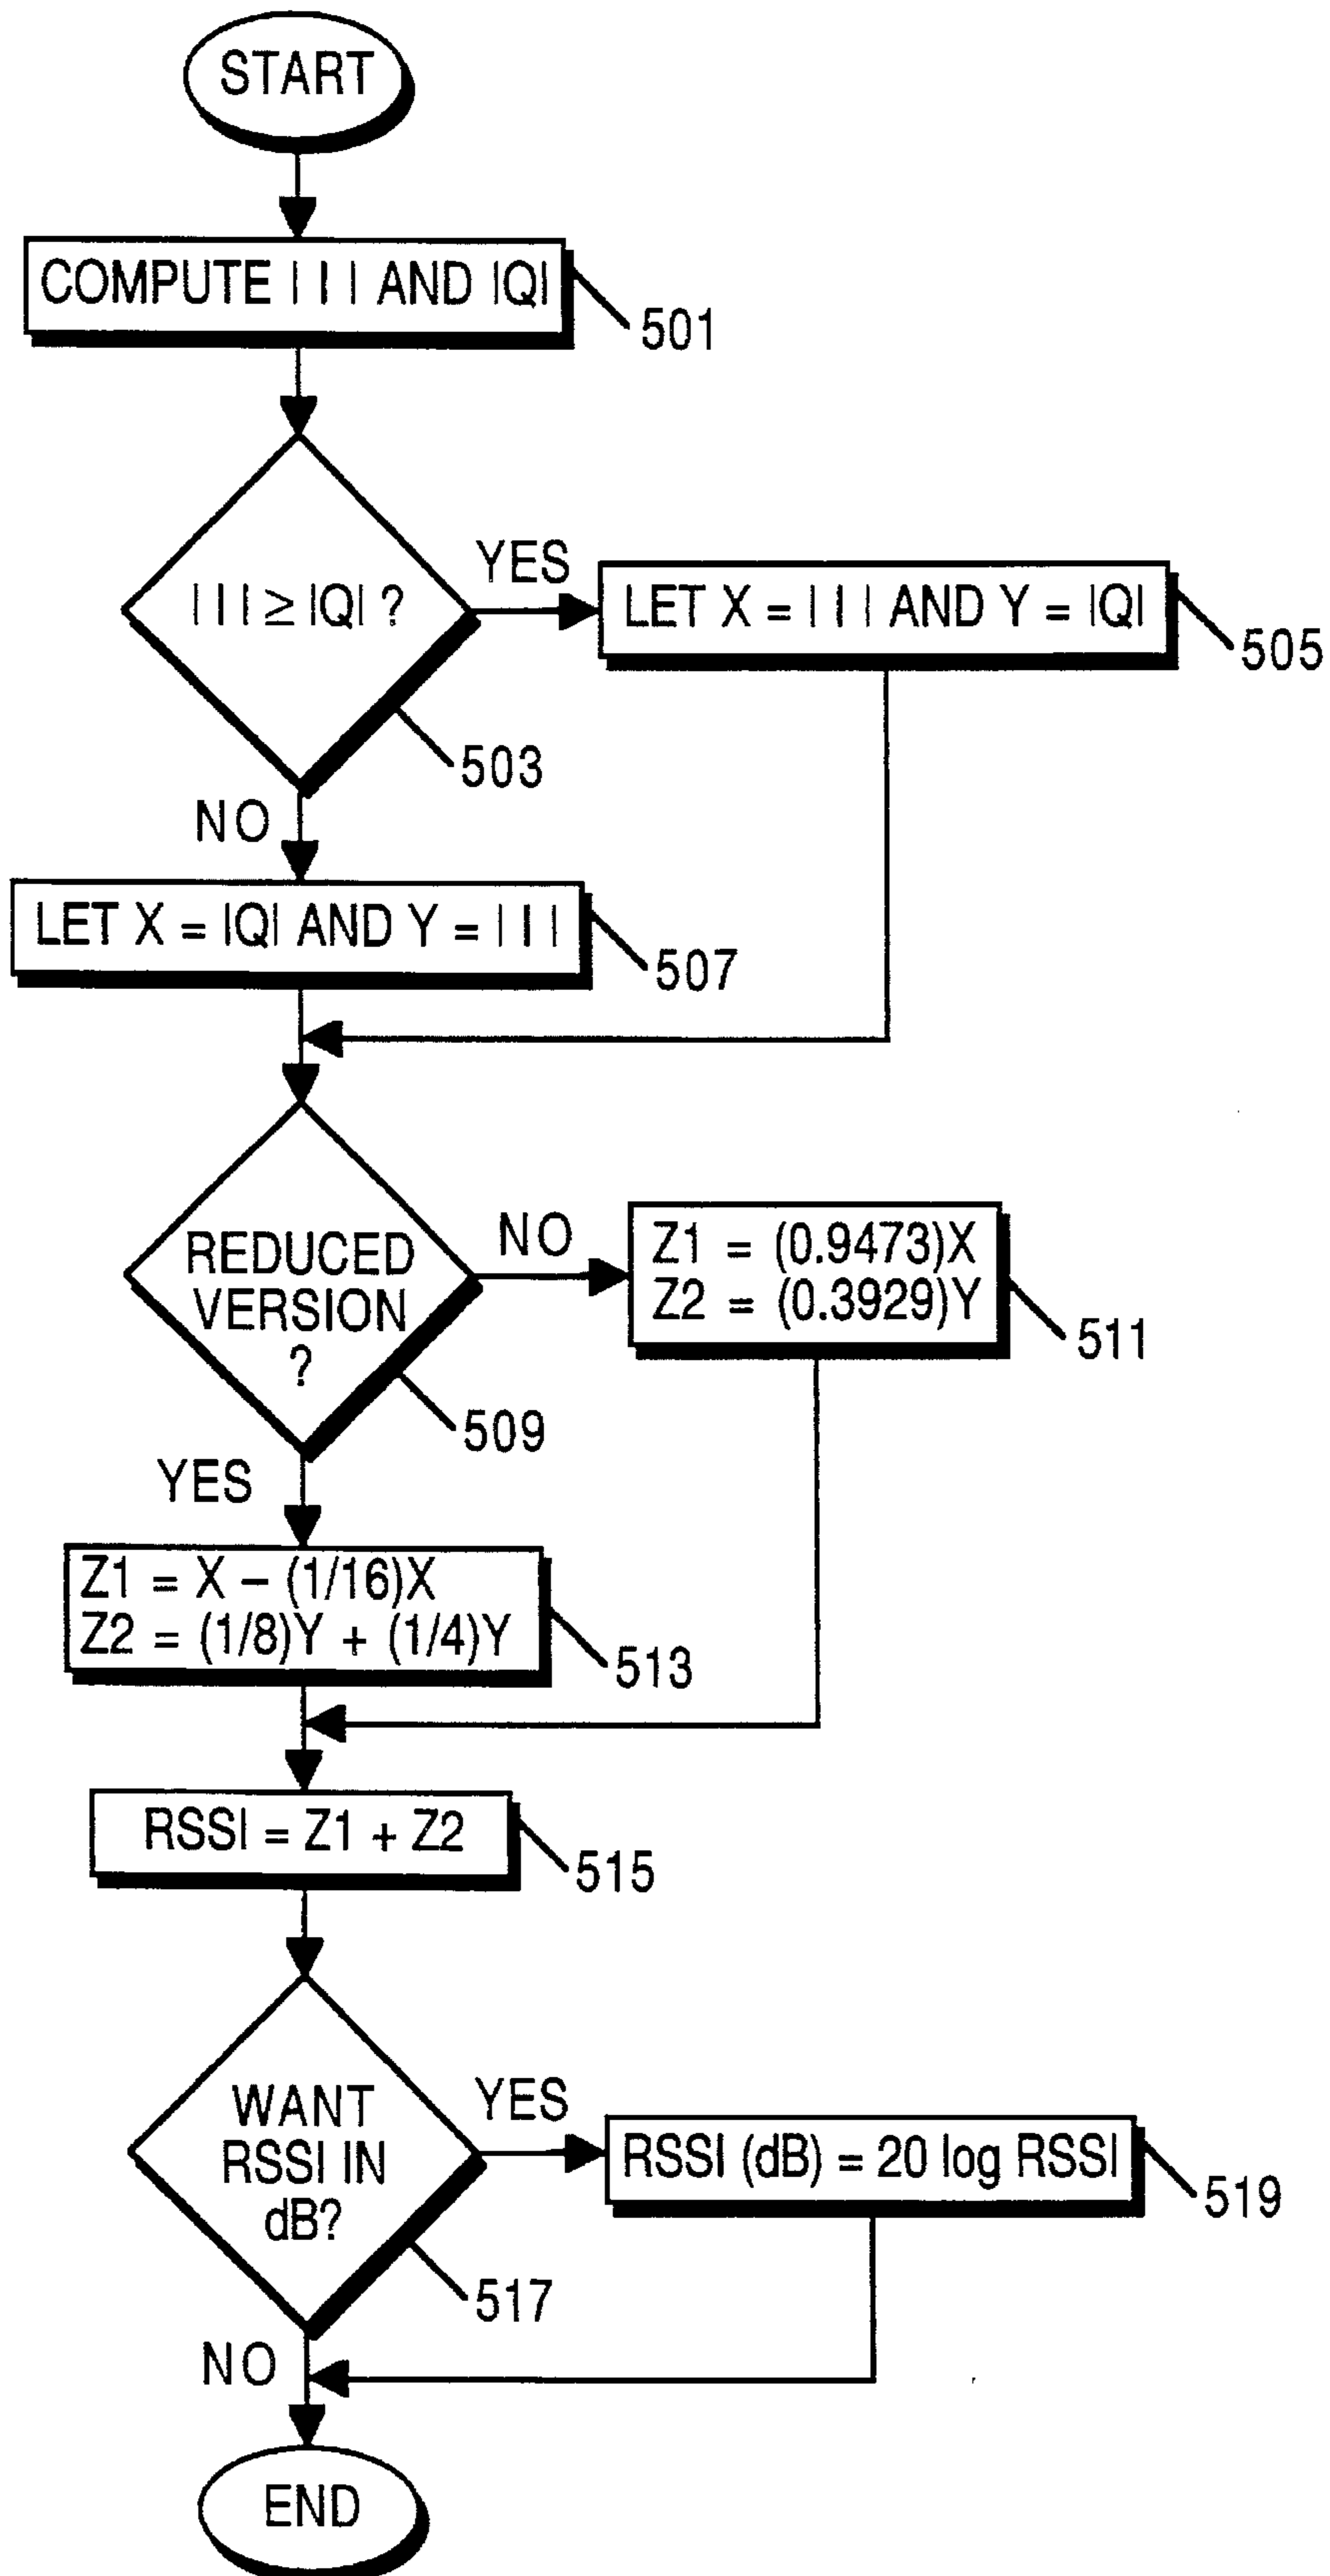 START
COMPUTE | I | AND |Q|
501
| I | ≥ |Q| ?
YES
LET X = | I | AND Y = |Q|
505
503
NO
LET X = |Q| AND Y = | I |
507
REDUCED
VERSION
?
NO
Z1 = (0.9473)X
Z2 = (0.3929)Y
511
509
YES
Z1 = X – (1/16)X
Z2 = (1/8)Y + (1/4)Y
513
RSSI = Z1 + Z2
515
WANT
RSSI IN
dB?
YES
RSSI (dB) = 20 log RSSI
519
517
NO
END